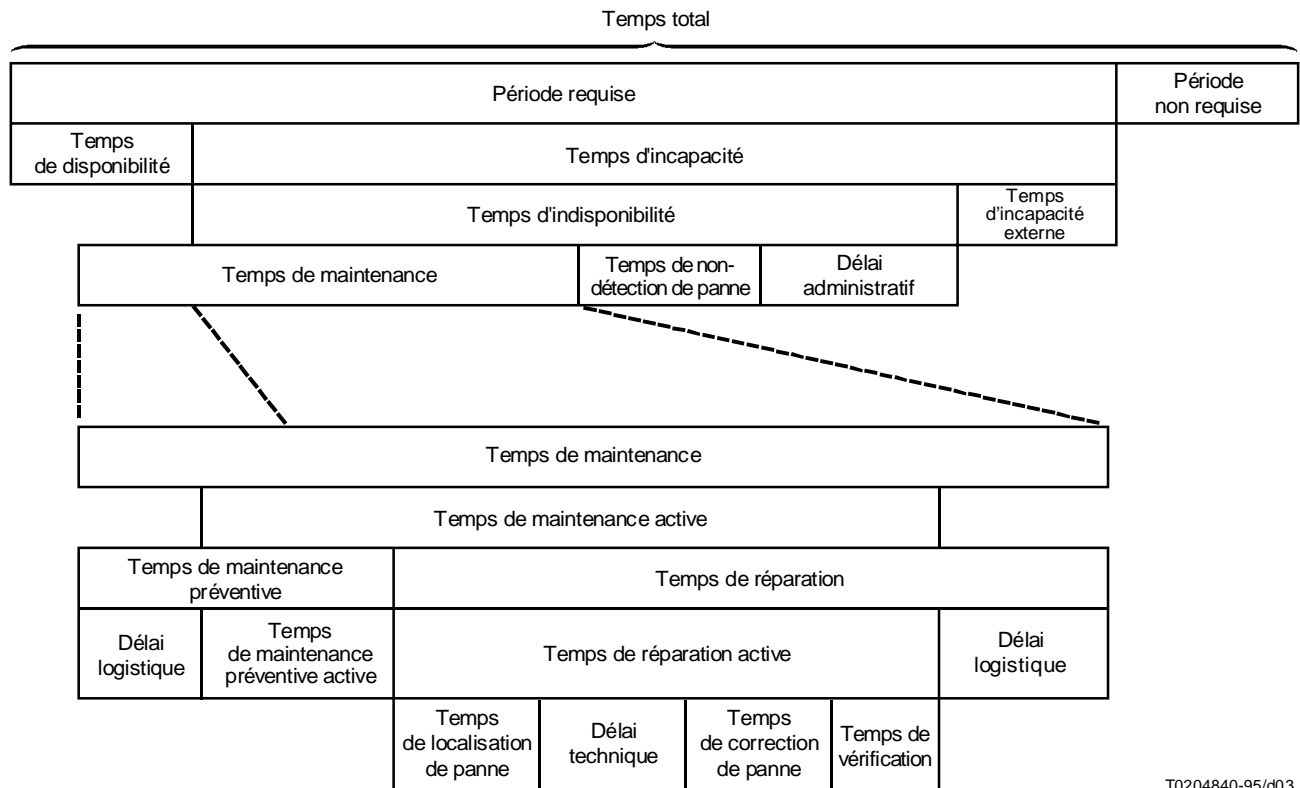 Temps total
Période requise
Période
non requise
Temps
de disponibilité
Temps d'incapacité
Temps d'indisponibilité
Temps
d'incapacité
externe
Temps de maintenance
Temps de non-
détection de panne
Délai
administratif
Temps de maintenance
Temps de maintenance active
Temps de maintenance
préventive
Temps de réparation
Délai
logistique
Temps
de maintenance
préventive active
Temps de réparation active
Délai
logistique
Temps
de localisation
de panne
Délai
technique
Temps
de correction
de panne
Temps de
vérification
T0204840-95/d03